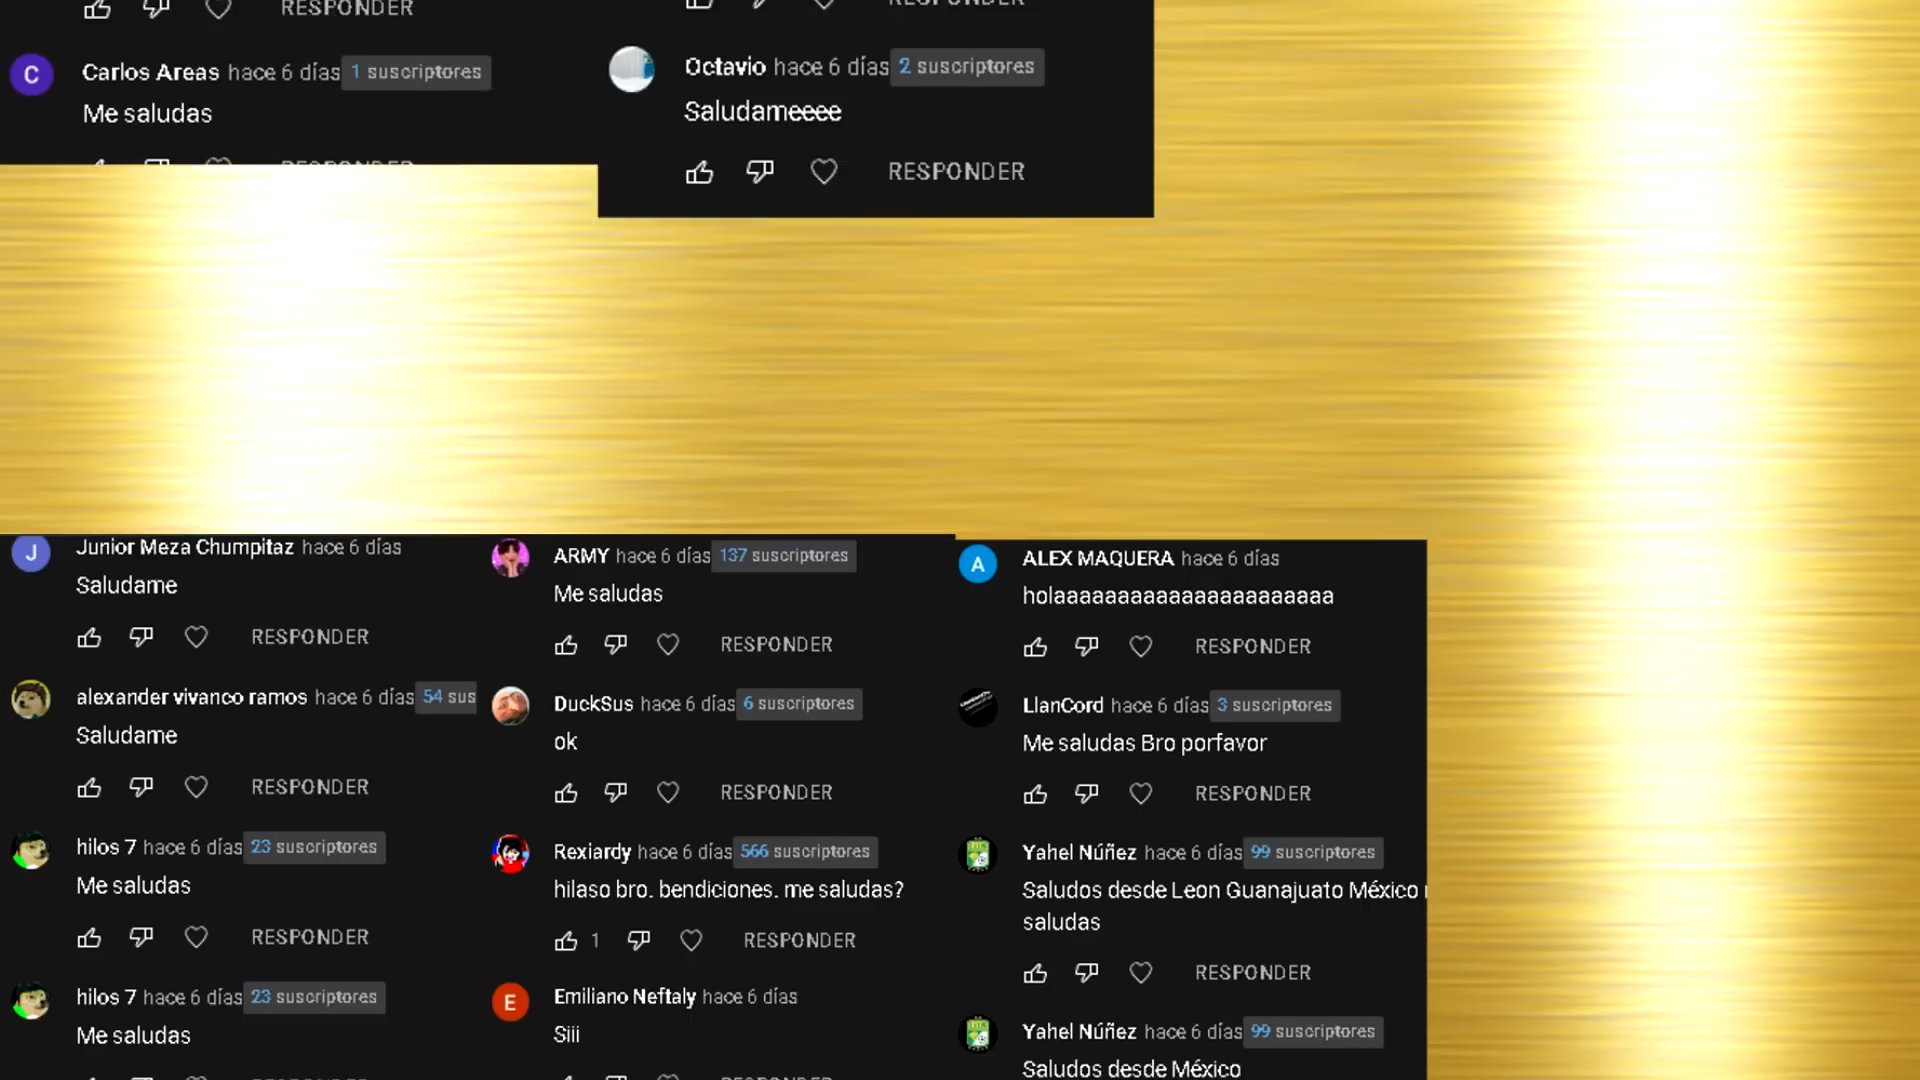 RESPONDER
C
Carlos Areas hace 6 días 1 suscriptores
Me saludas
RESPONDER
RESPONDER
Octavio hace 6 días 2 suscriptores
Saludameeee
RESPONDER
J
Junior Meza Chumpitaz hace 6 días
Saludame
RESPONDER
alexander vivanco ramos hace 6 días 54 sus
Saludame
RESPONDER
hilos 7 hace 6 días 23 suscriptores
Me saludas
RESPONDER
hilos 7 hace 6 días 23 suscriptores
Me saludas
ARMY hace 6 días 137 suscriptores
Me saludas
RESPONDER
DuckSus hace 6 días 6 suscriptores
ok
RESPONDER
Rexiardy hace 6 días 566 suscriptores
hilaso bro. bendiciones. me saludas?
1 RESPONDER
E
Emiliano Neftaly hace 6 días
Siii
RESPONDER
A
ALEX MAQUERA hace 6 días
holaaaaaaaaaaaaaaaaaaaaaa
RESPONDER
LlanCord hace 6 días 3 suscriptores
Me saludas Bro porfavor
RESPONDER
Yahel Núñez hace 6 días 99 suscriptores
Saludos desde Leon Guanajuato México
saludas
RESPONDER
Yahel Núñez hace 6 días 99 suscriptores
Saludos desde México